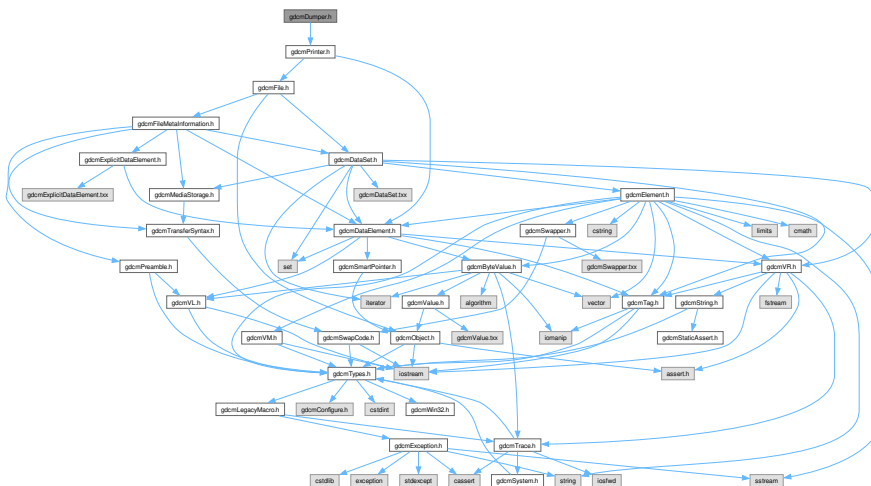 gdcmDumper.h
gdcmPrinter.h
gdcmFile.h
gdcmFileMetaInformation.h
gdcmExplicitDataElement.h
gdcmDataSet.h
gdcmExplicitDataElement.txx
gdcmMediaStorage.h
gdcmDataSet.txx
gdcmElement.h
gdcmTransferSyntax.h
gdcmDataElement.h
gdcmSwapper.h
cstring
limits
cmath
gdcmPreamble.h
set
gdcmSmartPointer.h
gdcmByteValue.h
gdcmSwapper.txx
gdcmVR.h
gdcmVL.h
iterator
gdcmValue.h
algorithm
vector
gdcmTag.h
gdcmString.h
fstream
gdcmVM.h
gdcmSwapCode.h
gdcmObject.h
gdcmValue.txx
iomanip
gdcmStaticAssert.h
gdcmTypes.h
iostream
assert.h
gdcmLegacyMacro.h
gdcmConfigure.h
cstdint
gdcmWin32.h
gdcmException.h
gdcmTrace.h
cstdlib
exception
stdexcept
cassert
gdcmSystem.h
string
iosfwd
sstream